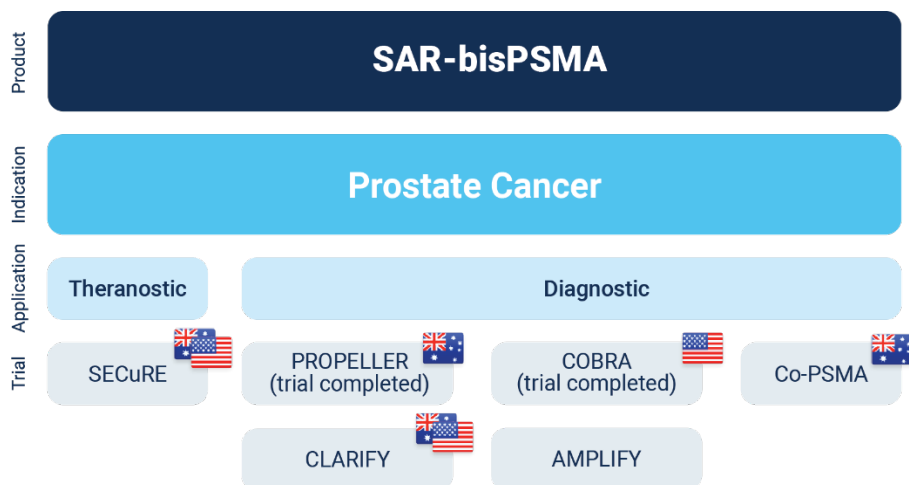 Product
SAR-bisPSMA
Indication
Prostate Cancer
Application
Theranostic
Diagnostic
Trial
SECuRE
PROPELLER
(trial completed)
COBRA
(trial completed)
Co-PSMA
CLARIFY
AMPLIFY